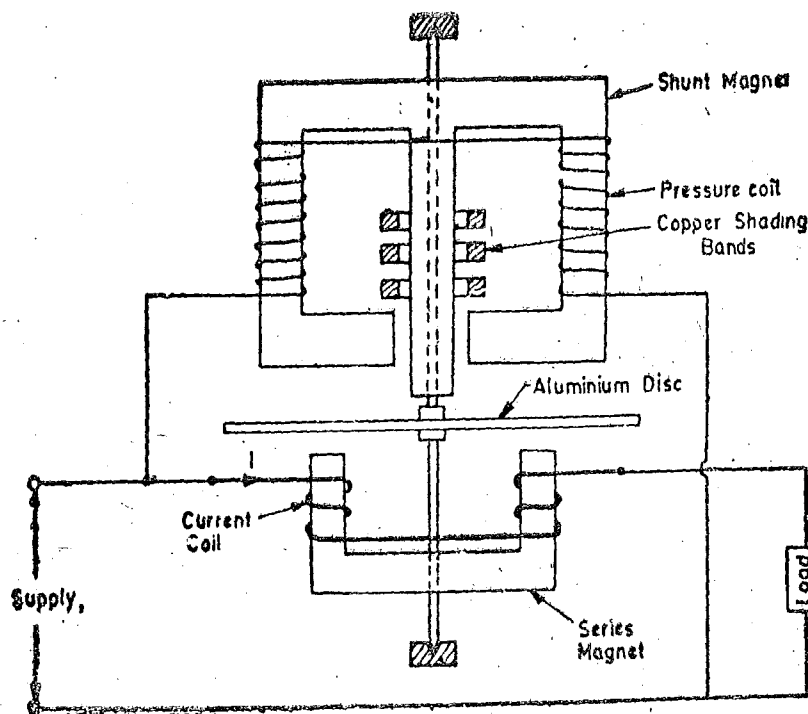 Shunt Magnet
Pressure coil
Copper Shading
Bands
Aluminium Disc
I
Current
Coil
Supply,
Load
Series
Magnet